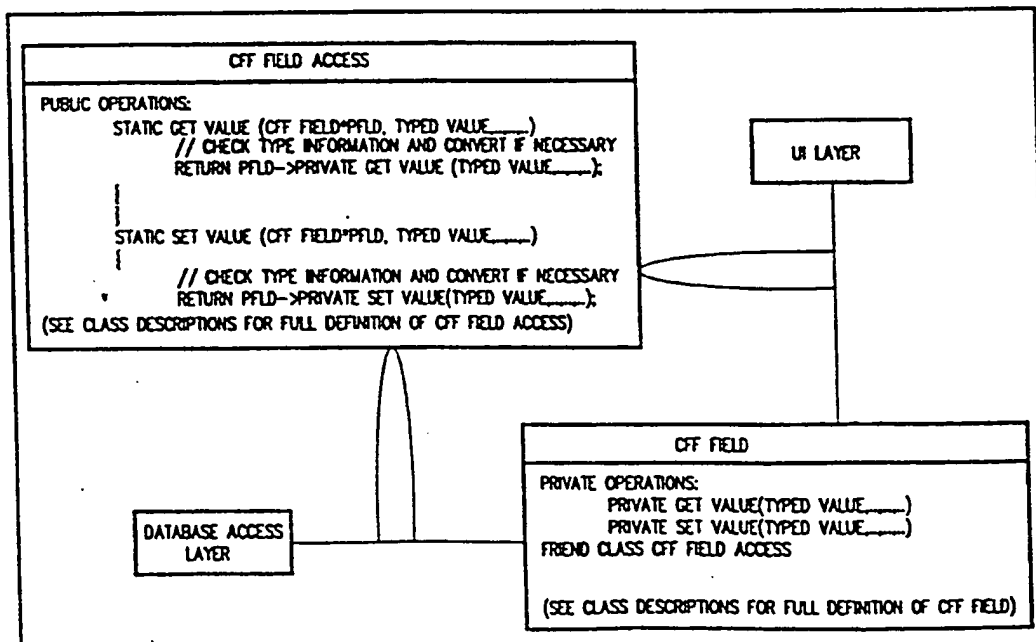 CFF FIELD ACCESS
PUBLIC OPERATIONS:
STATIC GET VALUE (CFF FIELD*PFLD, TYPED VALUE......)
// CHECK TYPE INFORMATION AND CONVERT IF NECESSARY
RETURN PFLD->PRIVATE GET VALUE (TYPED VALUE......);
STATIC SET VALUE (CFF FIELD*PFLD, TYPED VALUE......)
{
// CHECK TYPE INFORMATION AND CONVERT IF NECESSARY
RETURN PFLD->PRIVATE SET VALUE(TYPED VALUE......);
(SEE CLASS DESCRIPTIONS FOR FULL DEFINITION OF CFF FIELD ACCESS)
UI LAYER
DATABASE ACCESS
LAYER
CFF FIELD
PRIVATE OPERATIONS:
PRIVATE GET VALUE(TYPED VALUE......)
PRIVATE SET VALUE(TYPED VALUE......)
FRIEND CLASS CFF FIELD ACCESS
(SEE CLASS DESCRIPTIONS FOR FULL DEFINITION OF CFF FIELD)